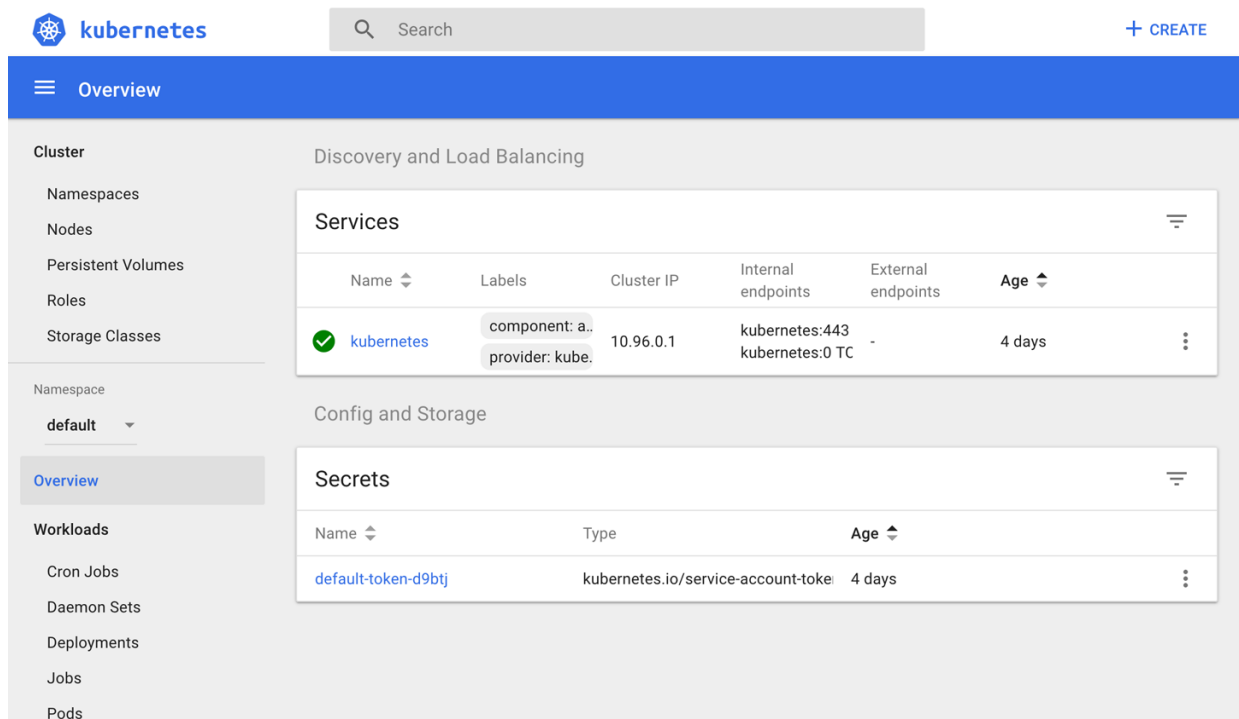 kubernetes
Search
+ CREATE
Overview
Cluster
Namespaces
Nodes
Persistent Volumes
Roles
Storage Classes
Namespace
default
Overview
Workloads
Cron Jobs
Daemon Sets
Deployments
Jobs
Pods
Discovery and Load Balancing
Services
Name Labels Cluster IP Internal endpoints External endpoints Age
kubernetes component: a.. 10.96.0.1 kubernetes:443 - 4 days
provider: kube. kubernetes:0 TC
Config and Storage
Secrets
Name Type Age
default-token-d9btj kubernetes.io/service-account-toke 4 days